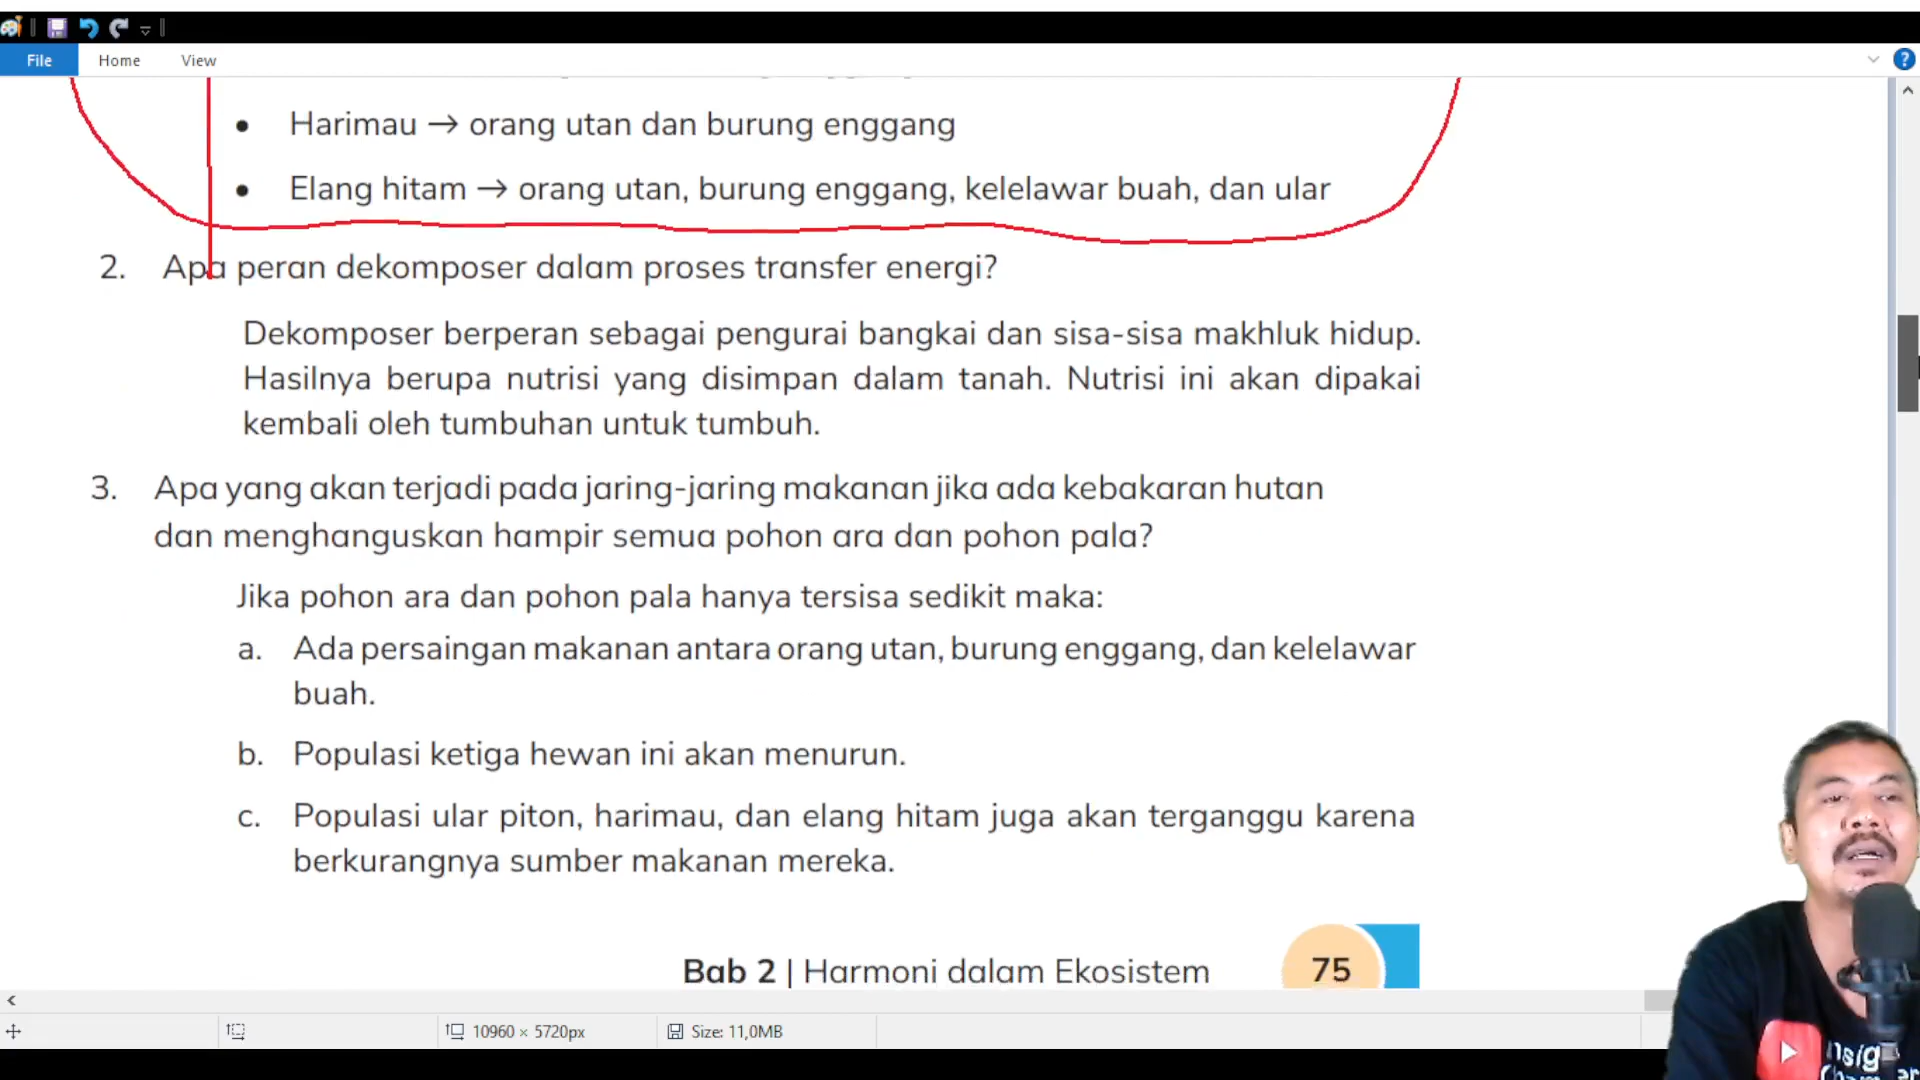 File Home View
• Harimau → orang utan dan burung enggang
• Elang hitam → orang utan, burung enggang, kelelawar buah, dan ular
2. Apa peran dekomposer dalam proses transfer energi?
Dekomposer berperan sebagai pengurai bangkai dan sisa-sisa makhluk hidup.
Hasilnya berupa nutrisi yang disimpan dalam tanah. Nutrisi ini akan dipakai
kembali oleh tumbuhan untuk tumbuh.
3. Apa yang akan terjadi pada jaring-jaring makanan jika ada kebakaran hutan
dan menghanguskan hampir semua pohon ara dan pohon pala?
Jika pohon ara dan pohon pala hanya tersisa sedikit maka:
a. Ada persaingan makanan antara orang utan, burung enggang, dan kelelawar
buah.
b. Populasi ketiga hewan ini akan menurun.
c. Populasi ular piton, harimau, dan elang hitam juga akan terganggu karena
berkurangnya sumber makanan mereka.
Bab 2 | Harmoni dalam Ekosistem 75
10960 × 5720px Size: 11,0MB